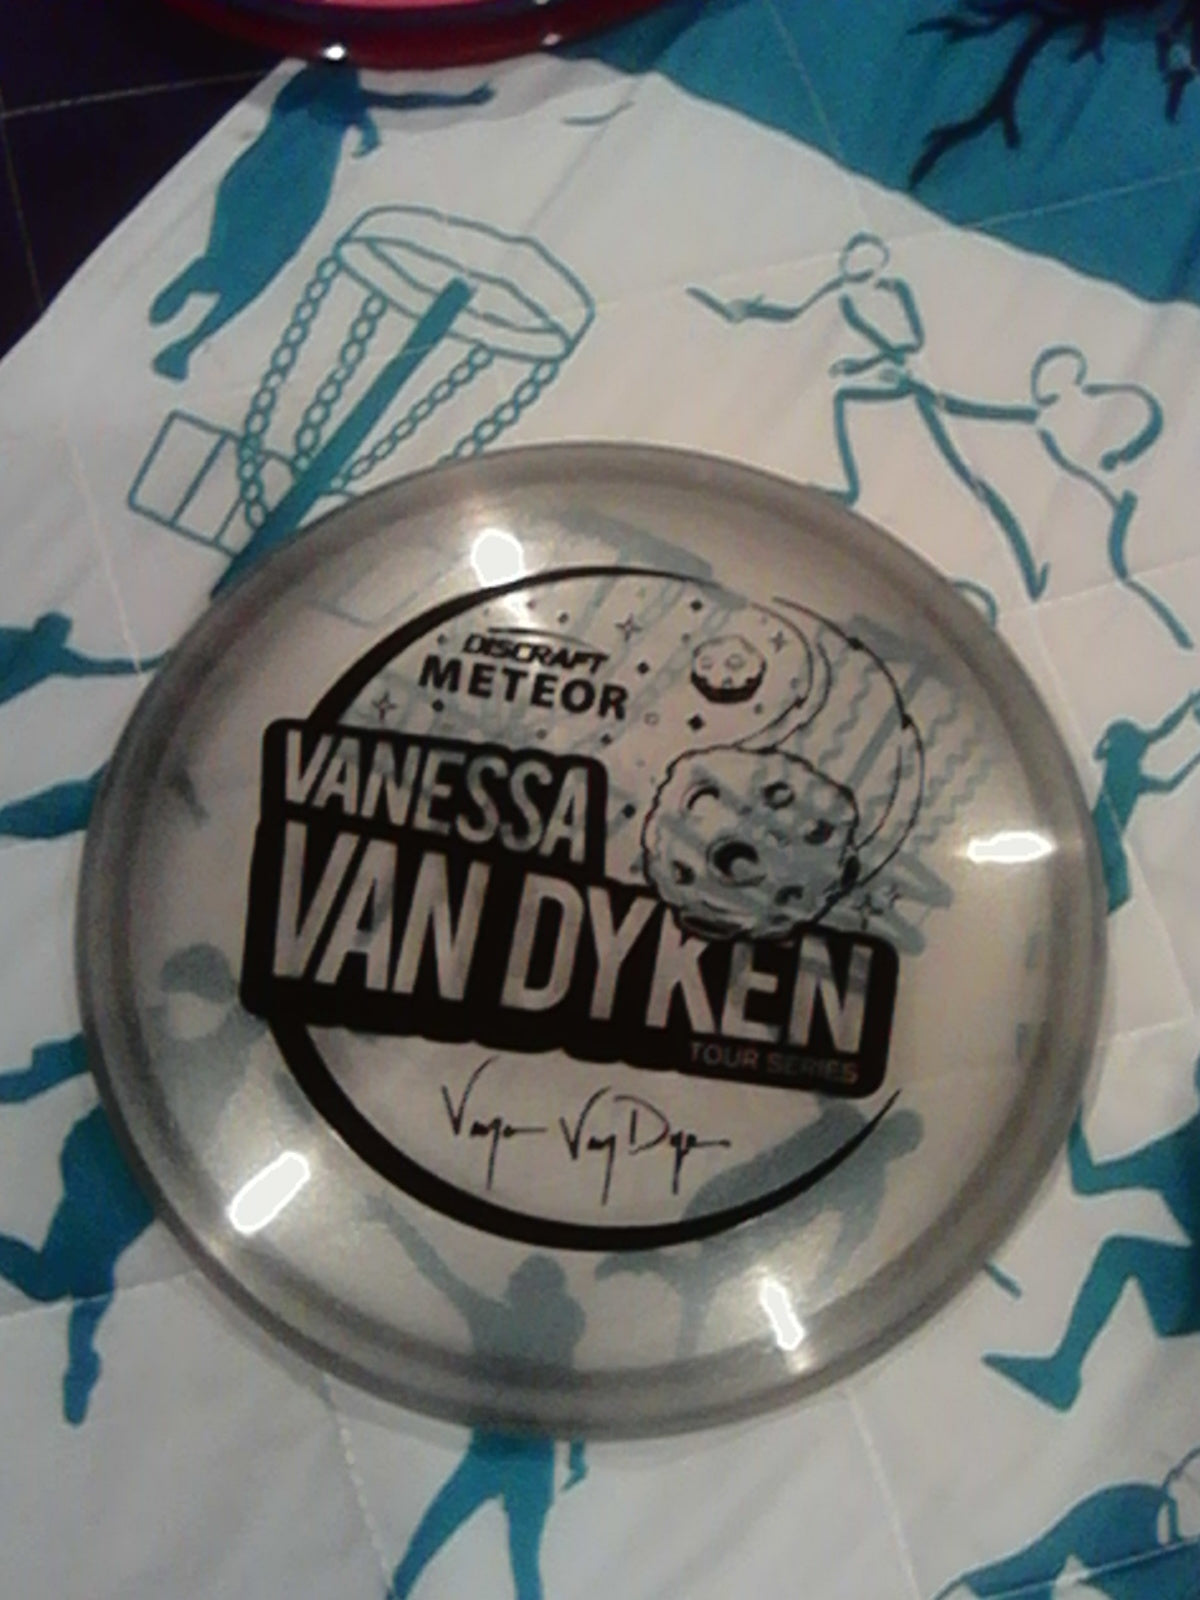 DISCRAFT
METEOR
VANESSA
VAN DYKEN
TOUR SERIES